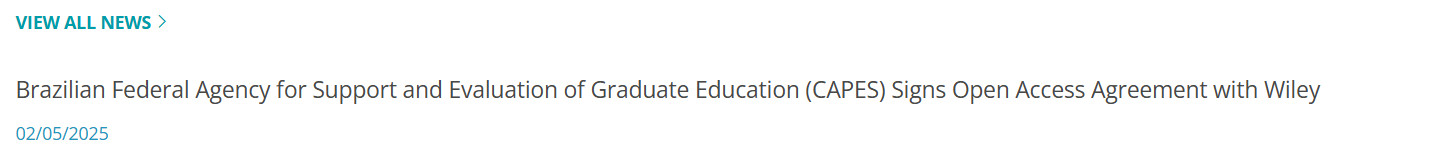 VIEW ALL NEWS
Brazilian Federal Agency for Support and Evaluation of Graduate Education (CAPES) Signs Open Access Agreement with Wiley
02/05/2025